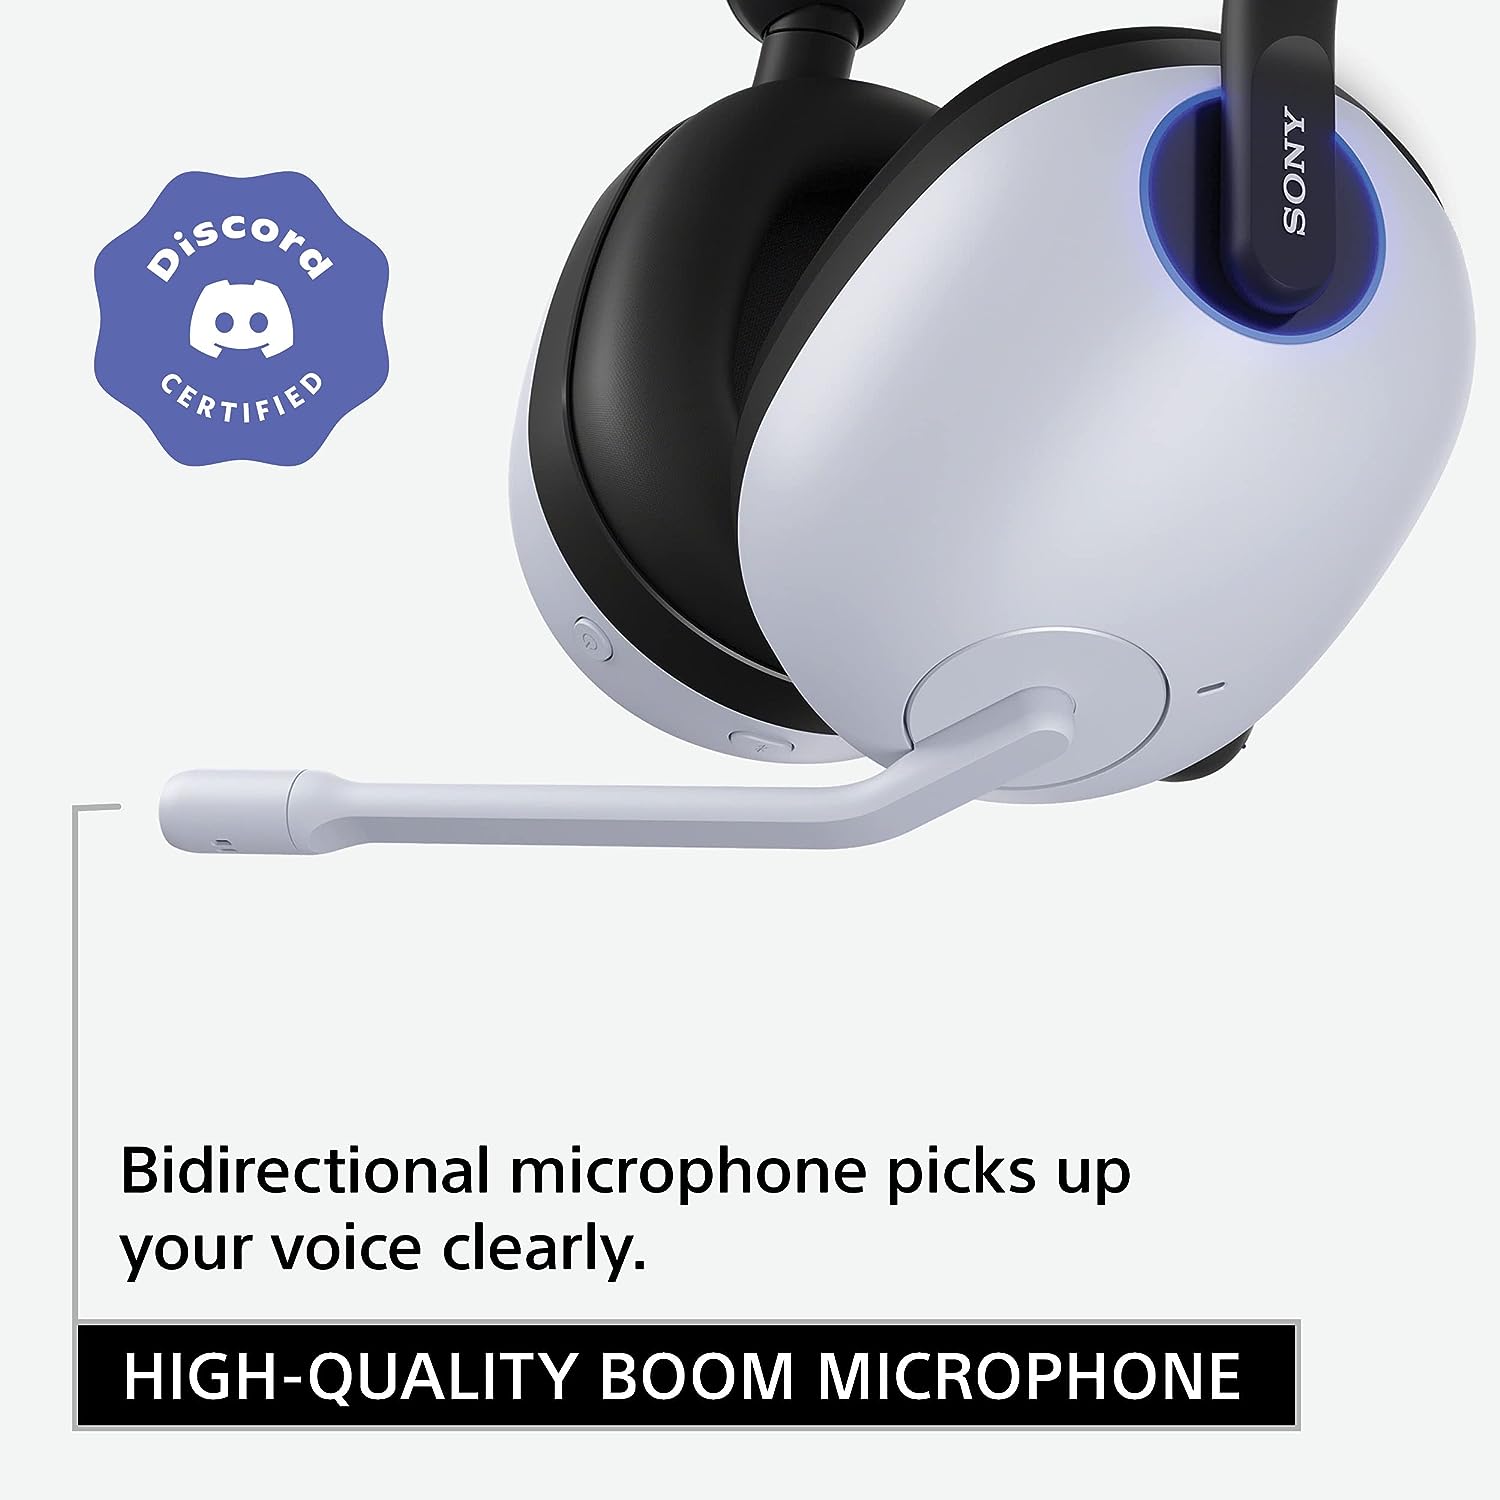 Discord
CERTIFIED
SONY
Bidirectional microphone picks up
your voice clearly.
HIGH-QUALITY BOOM MICROPHONE